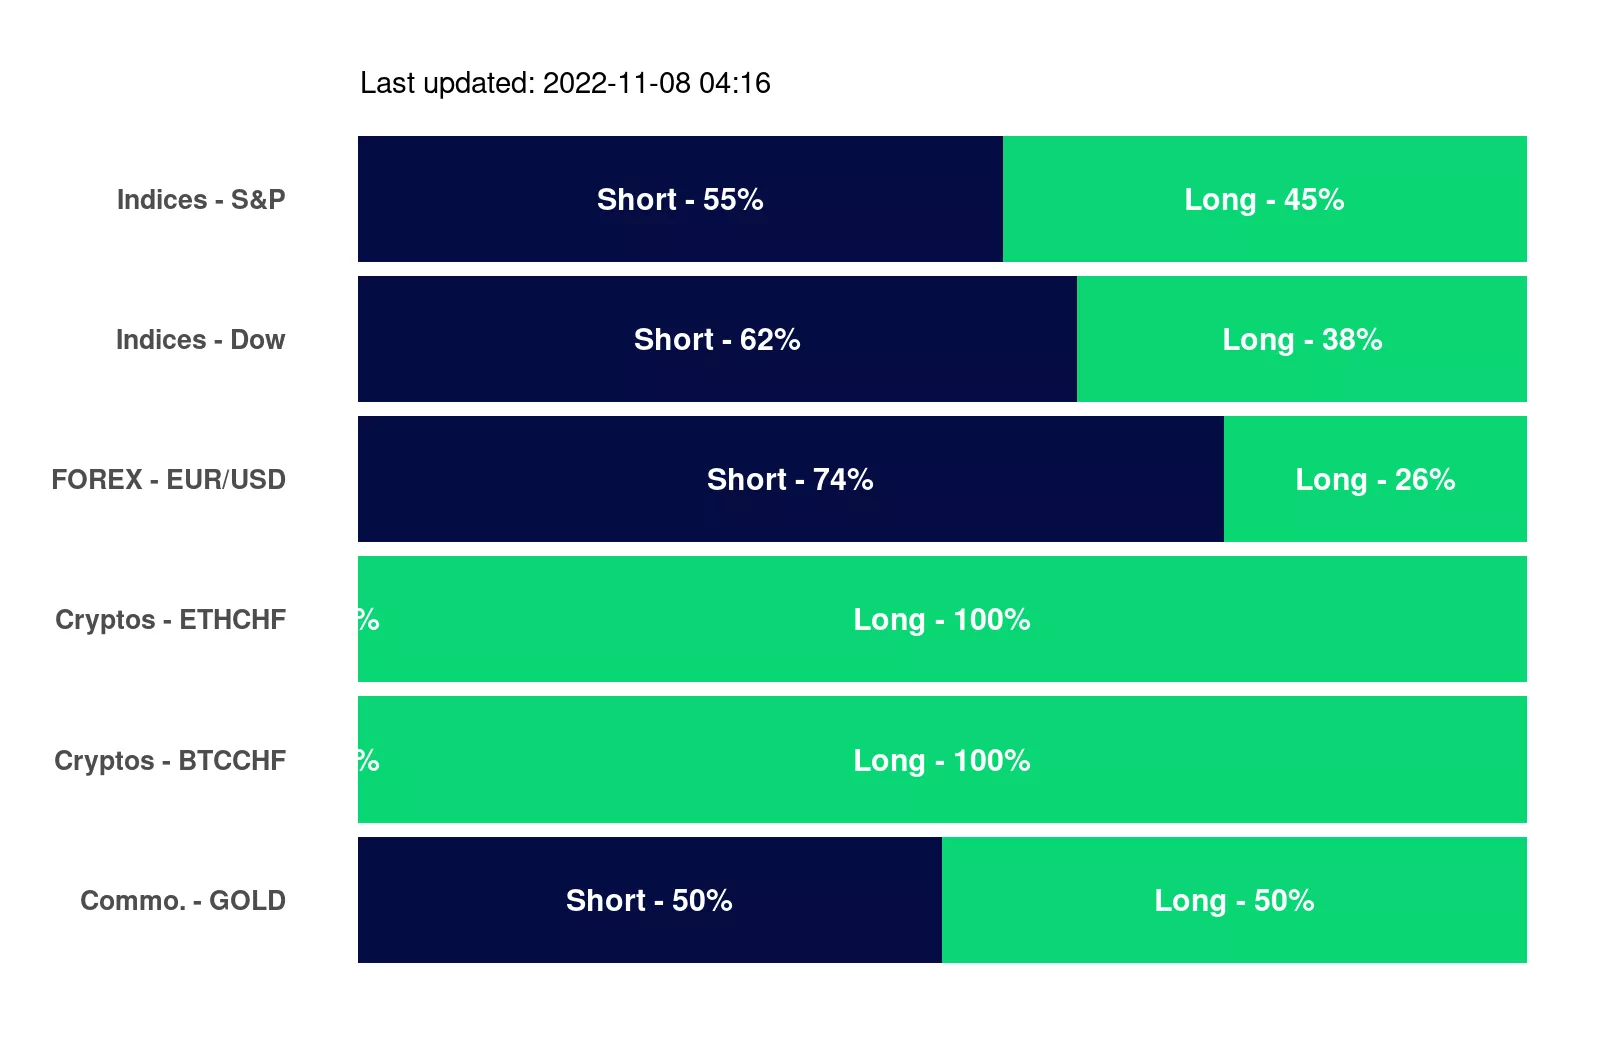 Last updated: 2022-11-08 04:16
Indices - S&P Short - 55% Long - 45%
Indices - Dow Short - 62% Long - 38%
FOREX - EUR/USD Short - 74% Long - 26%
Cryptos - ETHCHF % Long - 100%
Cryptos - BTCCHF % Long - 100%
Commo. - GOLD Short - 50% Long - 50%